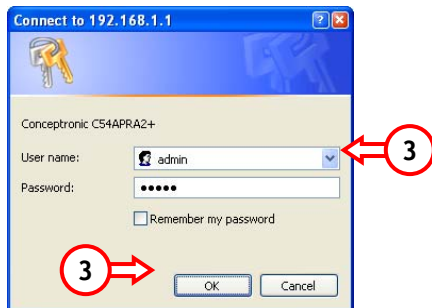 Connect to 192.168.1.1
Conceptronic C54APRA2+
User name: admin
3
Password: •••••
Remember my password
3
OK Cancel